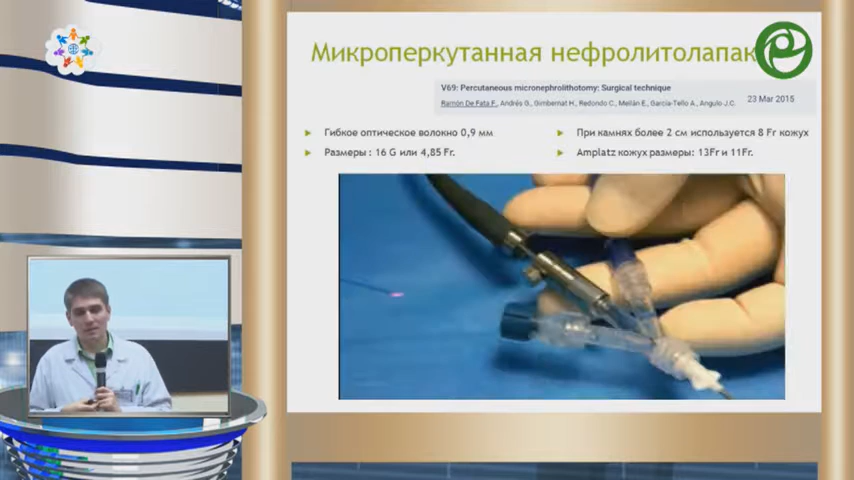 Микроперкутанная нефролитолапак
V69: Percutaneous micronephrolithotomy: Surgical technique
Ramón De Fata F., Andrés G., Gimbernat H., Redondo C., Meilán E., García-Tello A., Angulo J.C.
23 Mar 2015
Гибкое оптическое волокно 0,9 мм
Размеры : 16 G или 4,85 Fr.
При камнях более 2 см используется 8 Fr кожух
Amplatz кожух размеры: 13Fr и 11Fr.